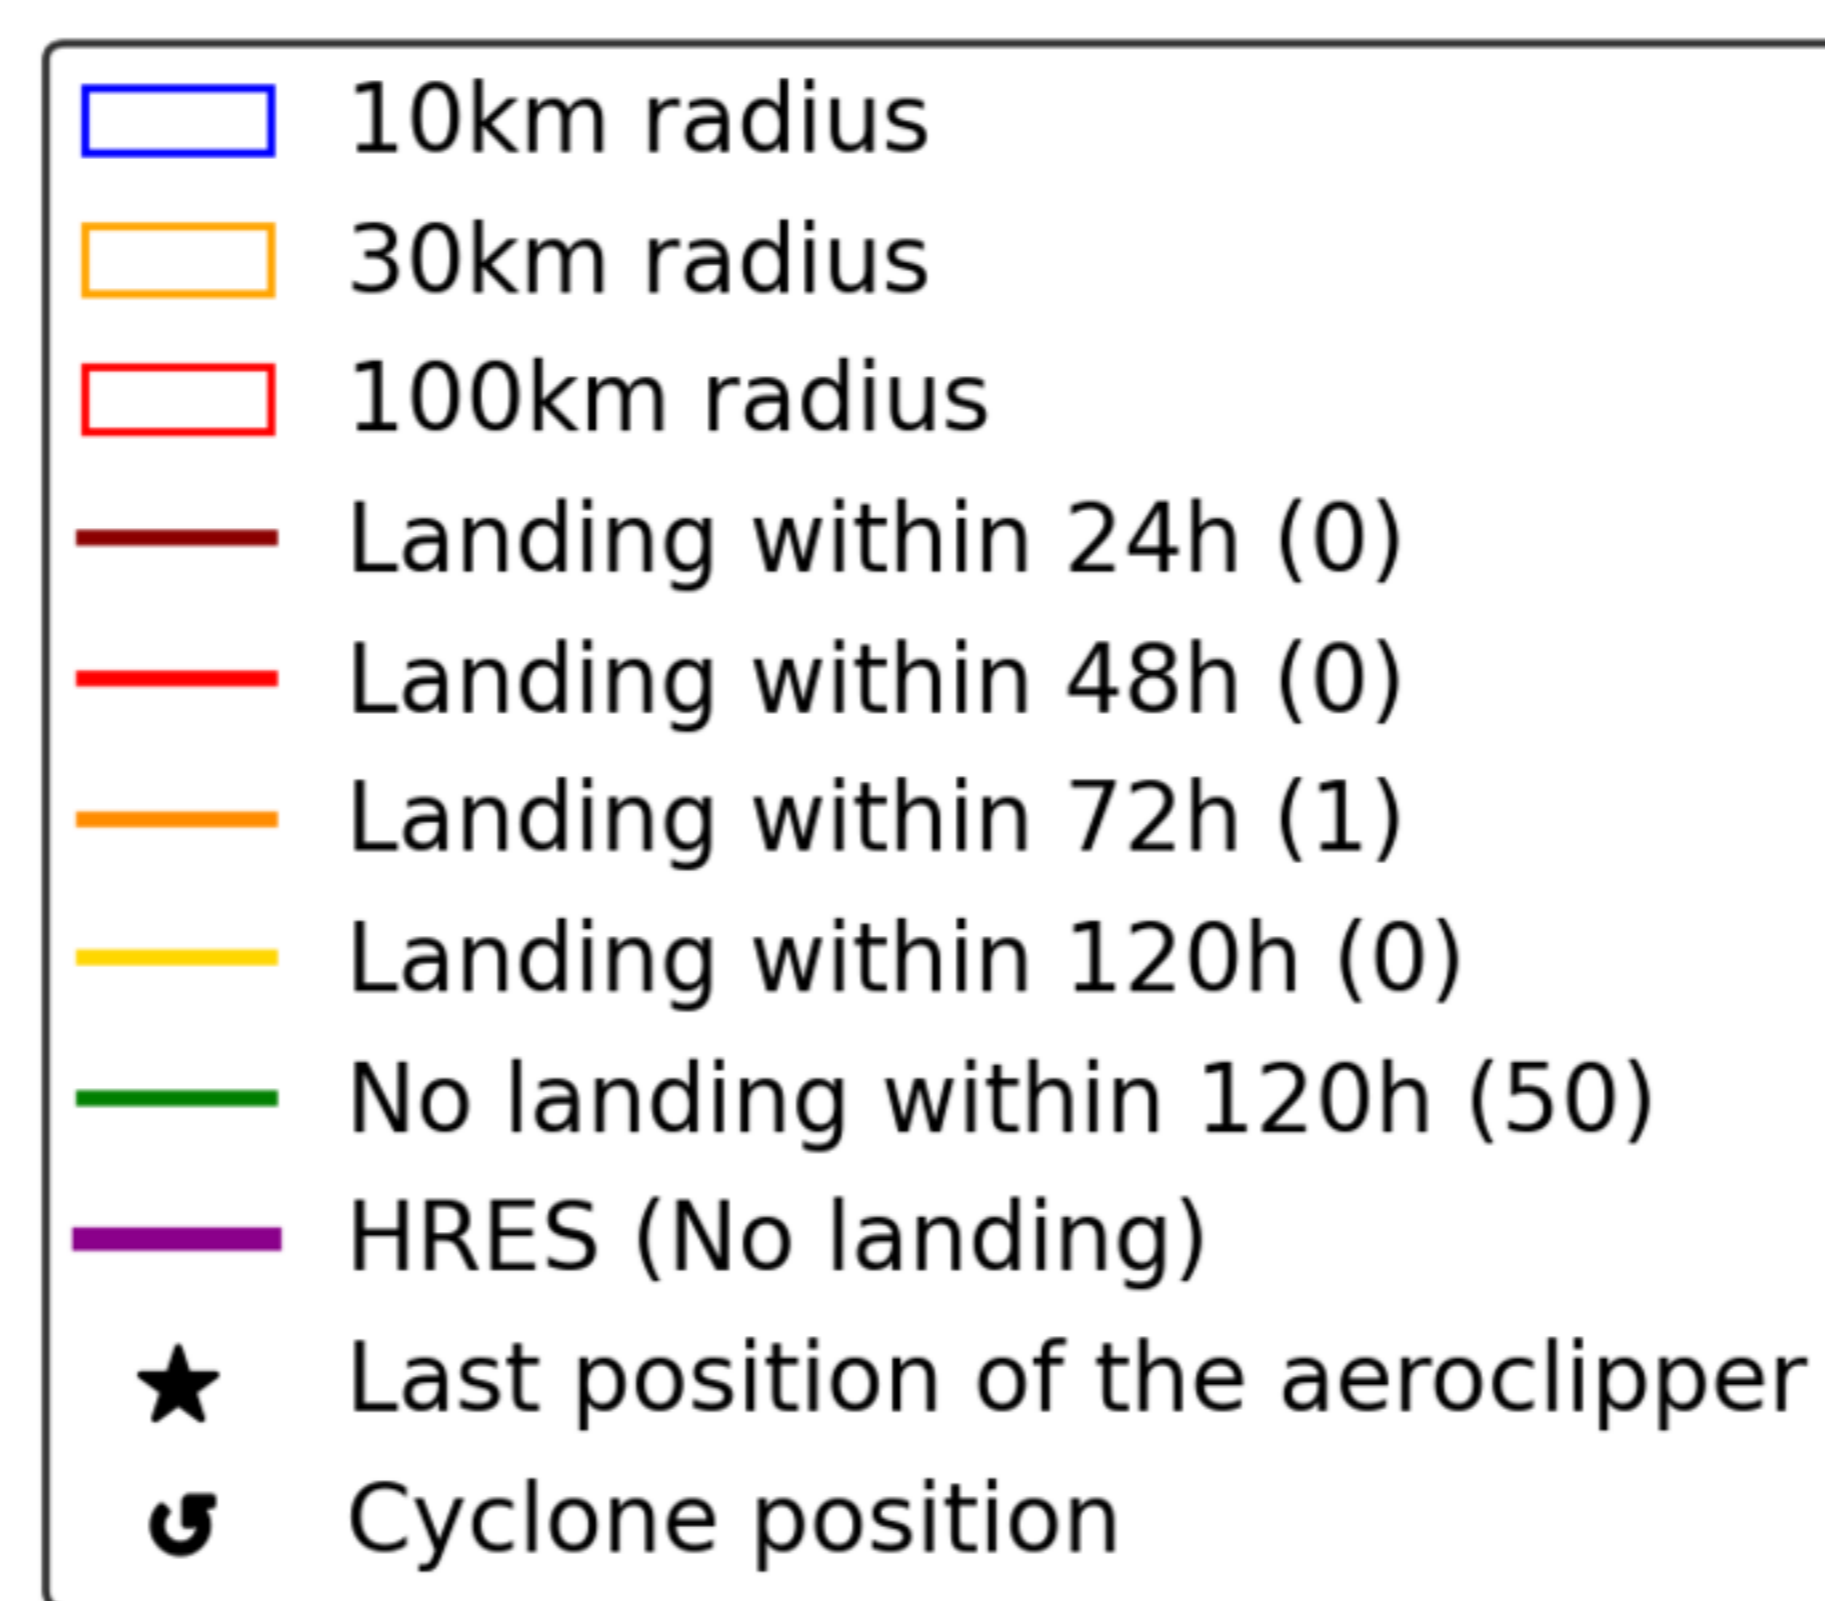 10km radius
30km radius
100km radius
Landing within 24h (0)
Landing within 48h (0)
Landing within 72h (1)
Landing within 120h (0)
No landing within 120h (50)
HRES (No landing)
Last position of the aeroclipper
Cyclone position